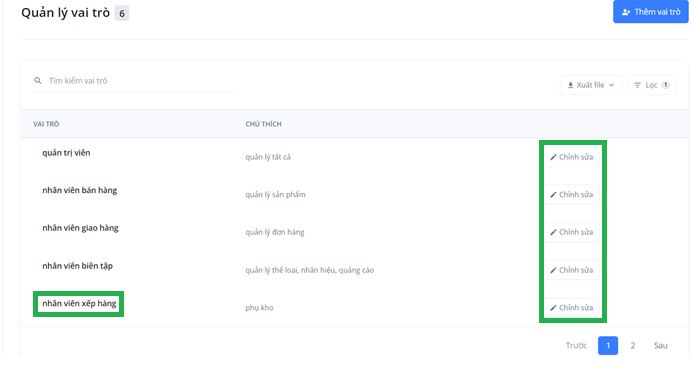 Quản lý vai trò 6
Thêm vai trò
Tìm kiếm vai trò
Xuất file
Lọc 1
VAI TRÒ CHÚ THÍCH
quản trị viên quản lý tất cả Chỉnh sửa
nhân viên bán hàng quản lý sản phẩm Chỉnh sửa
nhân viên giao hàng quản lý đơn hàng Chỉnh sửa
nhân viên biên tập quản lý thể loại, nhãn hiệu, quảng cáo Chỉnh sửa
nhân viên xếp hàng phụ kho Chỉnh sửa
Trước 1 2 Sau